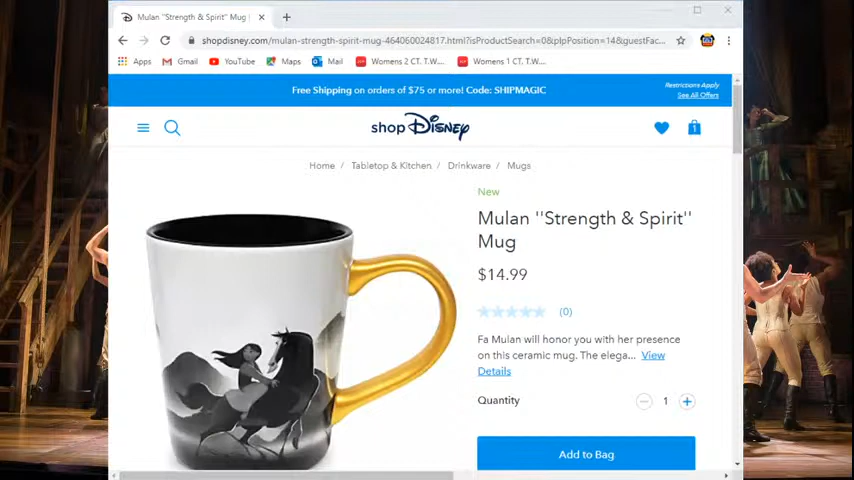 Mulan "Strength & Spirit" Mug |
shopdisney.com/mulan-strength-spirit-mug-464060024817.html?isProductSearch=0&plpPosition=14&guestFac...
Apps Gmail YouTube Maps Mail Womens 2 CT. T.W... Womens 1 CT. T.W...
Free Shipping on orders of $75 or more! Code: SHIPMAGIC
Restrictions Apply
See All Offers
shop Disney
1
Home / Tabletop & Kitchen / Drinkware / Mugs
New
Mulan ''Strength & Spirit''
Mug
$14.99
(0)
Fa Mulan will honor you with her presence
on this ceramic mug. The elega... View
Details
Quantity
1
Add to Bag